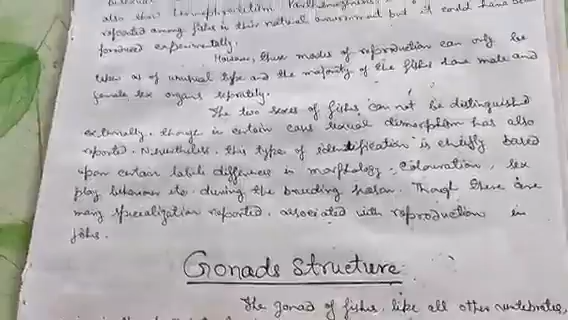 also than
reported among fishes in their natural environment but it could have been
produced experimentally.
However, these modes of reproduction can only be
taken as of unusual type and the majority of the fishes have male and
female sex organs separately.
The two sexes of fishes can not be distinguished
externally. though in certain cases sexual dismorphism has also
reported. Nevertheless, this type of identification is entirely based
upon certain labile differences in morphology, Colouration, sex
play behaviour etc. during the breeding season. Though there are
many specialization reported, associated with reproduction in
fishes.
Gonads Structure
The gonad of fishes, like all other vertebrates,